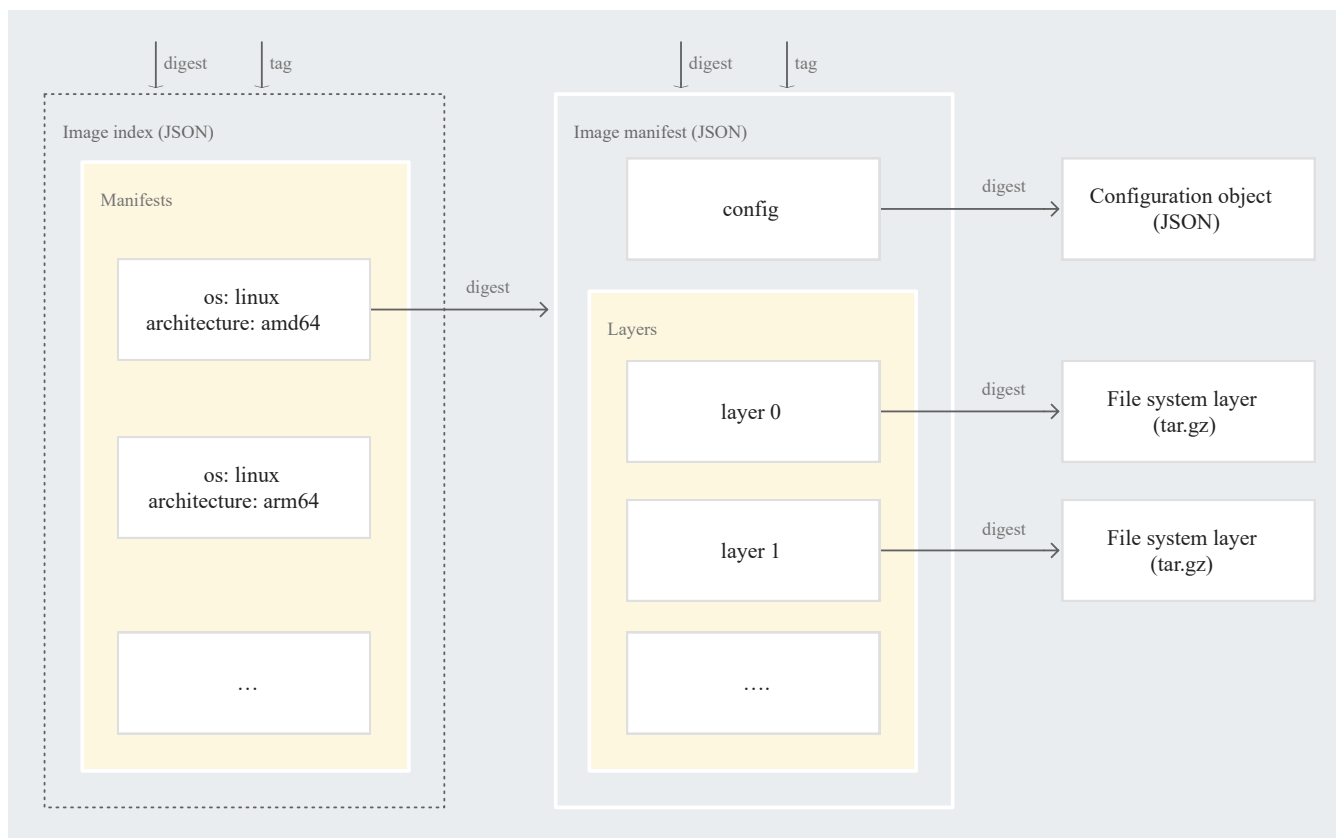 digest
tag
Image index (JSON)
Manifests
os: linux
architecture: amd64
os: linux
architecture: arm64
…
digest
digest
tag
Image manifest (JSON)
config
Layers
layer 0
layer 1
….
digest
Configuration object
(JSON)
digest
File system layer
(tar.gz)
digest
File system layer
(tar.gz)